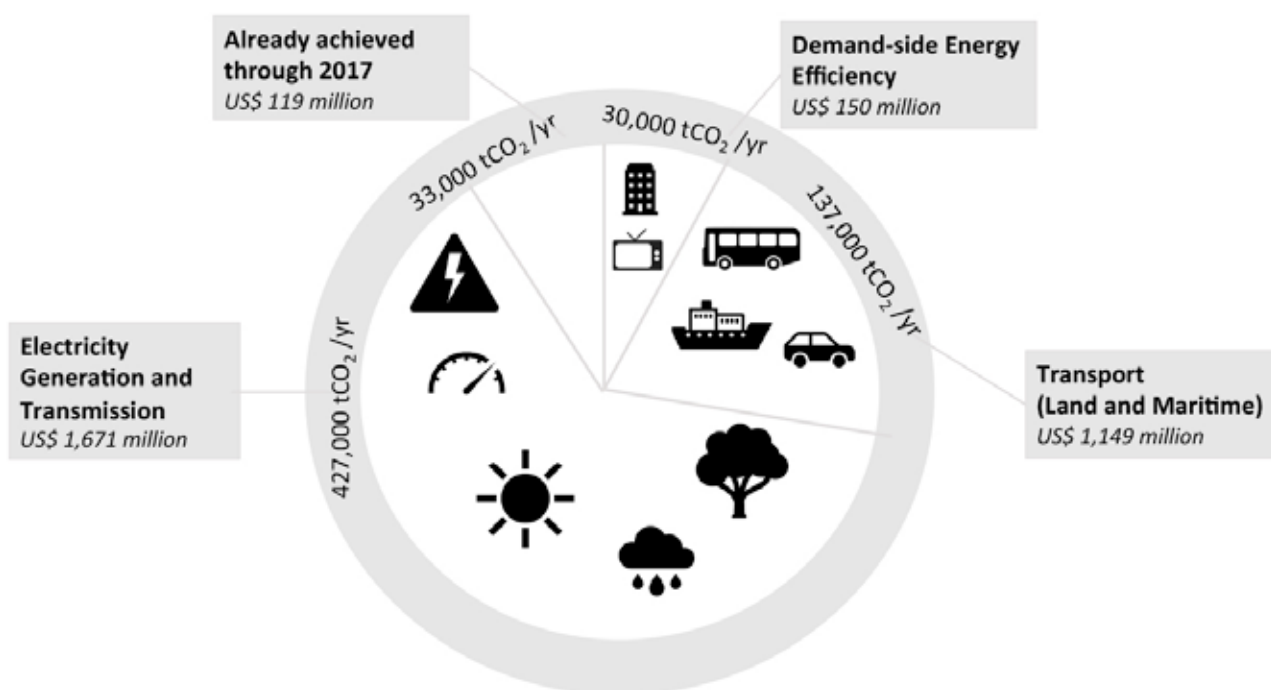 Already achieved
through 2017
US$ 119 million
Demand-side Energy
Efficiency
US$ 150 million
33,000 tCO₂/yr
30,000 tCO₂/yr
137,000 tCO₂/yr
427,000 tCO₂/yr
Electricity
Generation and
Transmission
US$ 1,671 million
Transport
(Land and Maritime)
US$ 1,149 million